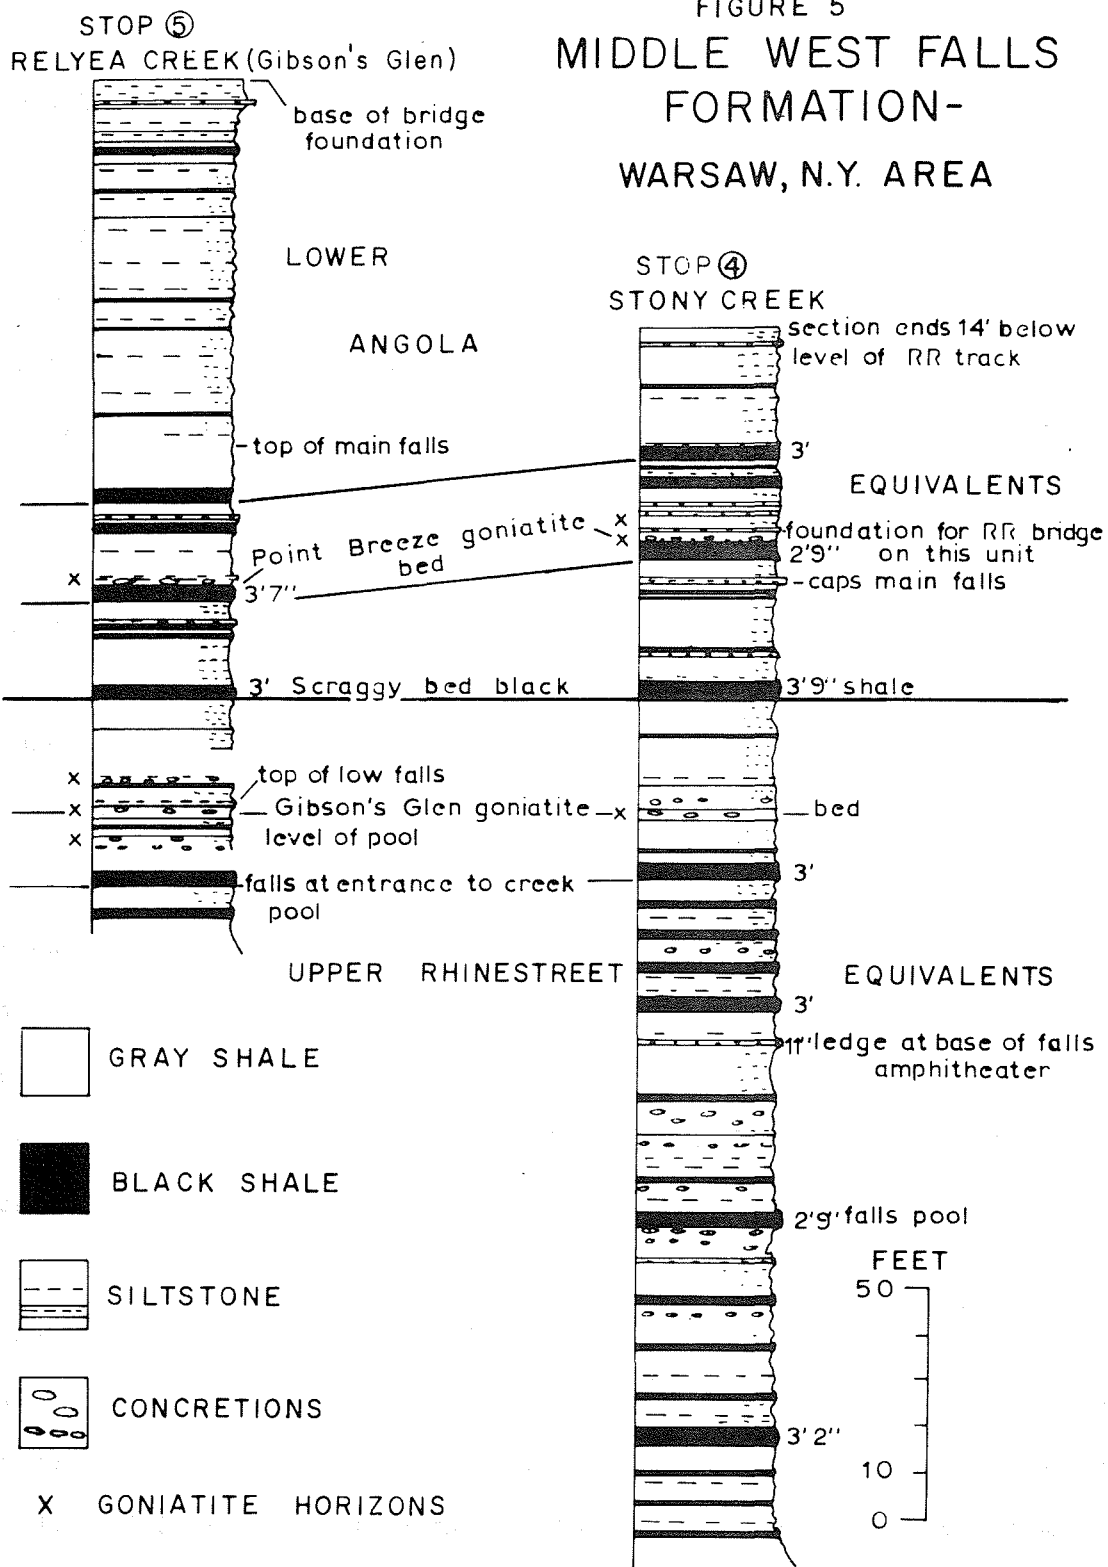 FIGURE 5
MIDDLE WEST FALLS
FORMATION-
WARSAW, N.Y. AREA
STOP ⑤
RELYEA CREEK (Gibson's Glen)
base of bridge
foundation
LOWER
ANGOLA
top of main falls
Point Breeze goniatite
bed
x
3'7"
3' Scraggy bed black
x
top of low falls
x
Gibson's Glen goniatite
x
level of pool
falls at entrance to creek
pool
UPPER RHINESTREET
STOP ④
STONY CREEK
section ends 14' below
level of RR track
3'
EQUIVALENTS
x
x
foundation for RR bridge
2'9" on this unit
caps main falls
3'9" shale
x
bed
3'
EQUIVALENTS
3'
11" ledge at base of falls
amphitheater
2'9" falls pool
3'2"
FEET
50
10
0
GRAY SHALE
BLACK SHALE
SILTSTONE
CONCRETIONS
X GONIATITE HORIZONS